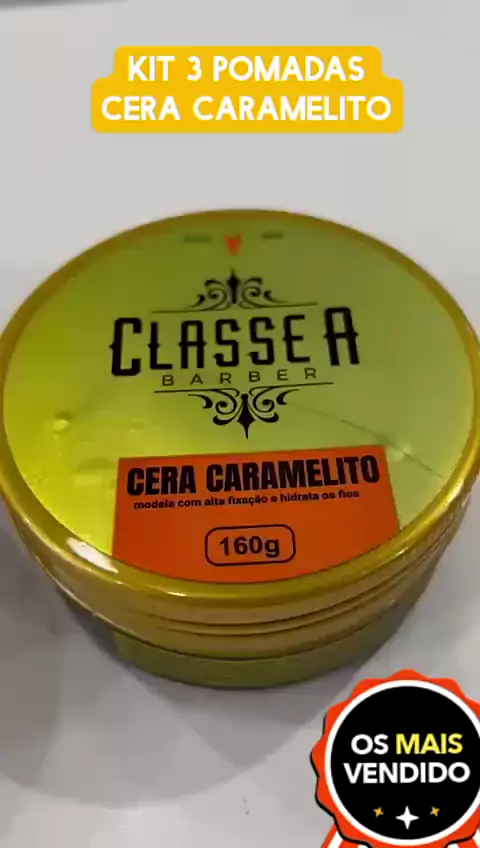 KIT 3 POMADAS
CERA CARAMELITO
CLASSE A
BARBER
CERA CARAMELITO
modela com alta fixação e hidrata os fios
160g
OS MAIS
VENDIDO